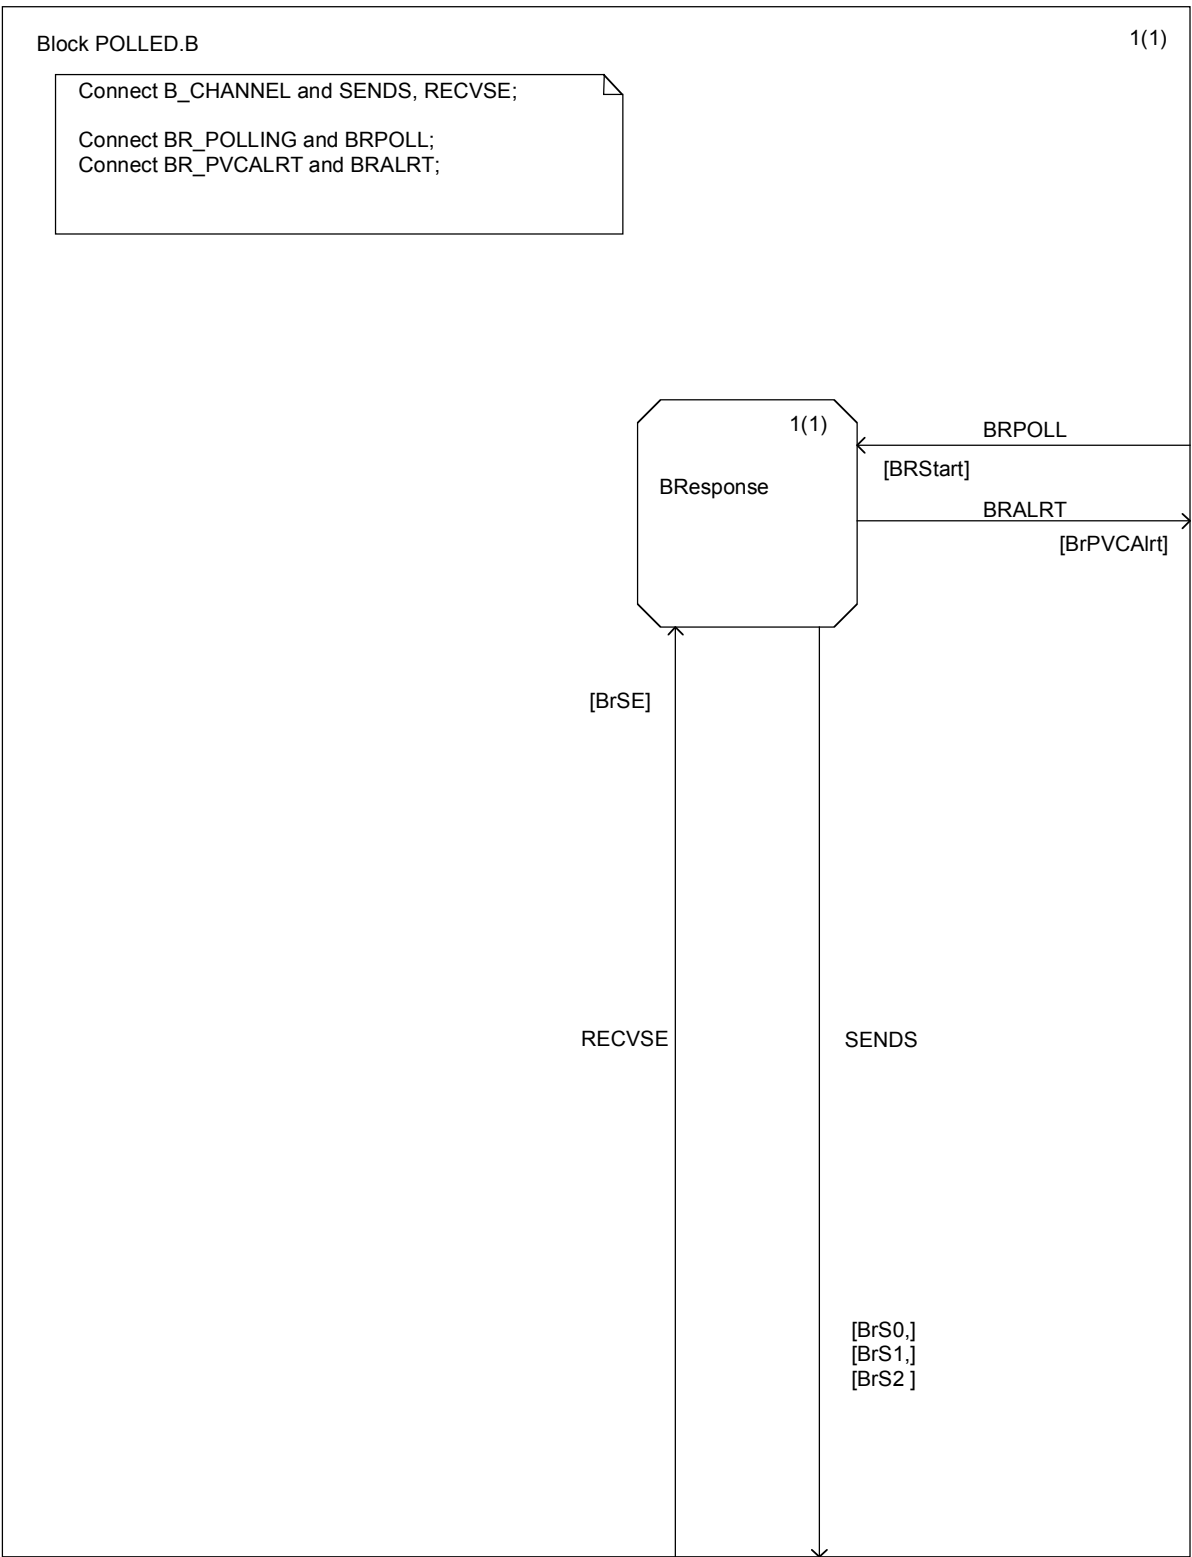 Block POLLED.B
1(1)
Connect B_CHANNEL and SENDS, RECVSE;
Connect BR_POLLING and BRPOLL;
Connect BR_PVCALRT and BRALRT;
1(1)
BResponse
BRPOLL
[BRStart]
BRALRT
[BrPVCAlrt]
[BrSE]
RECVSE
SENDS
[BrS0,]
[BrS1,]
[BrS2 ]